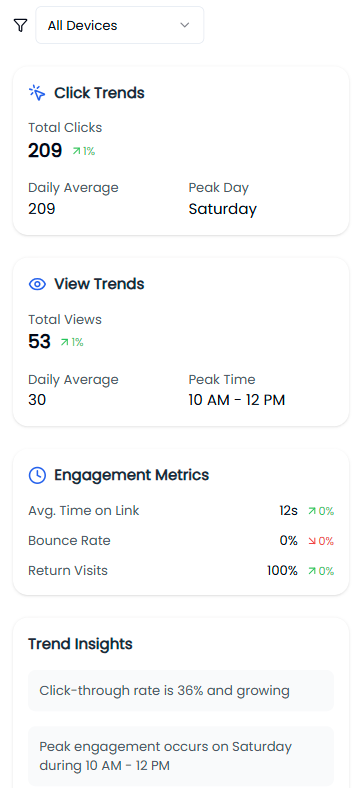 All Devices
Click Trends
Total Clicks
209 1%
Daily Average Peak Day
209 Saturday
View Trends
Total Views
53 1%
Daily Average Peak Time
30 10 AM - 12 PM
Engagement Metrics
Avg. Time on Link 12s 0%
Bounce Rate 0% 0%
Return Visits 100% 0%
Trend Insights
Click-through rate is 36% and growing
Peak engagement occurs on Saturday
during 10 AM - 12 PM